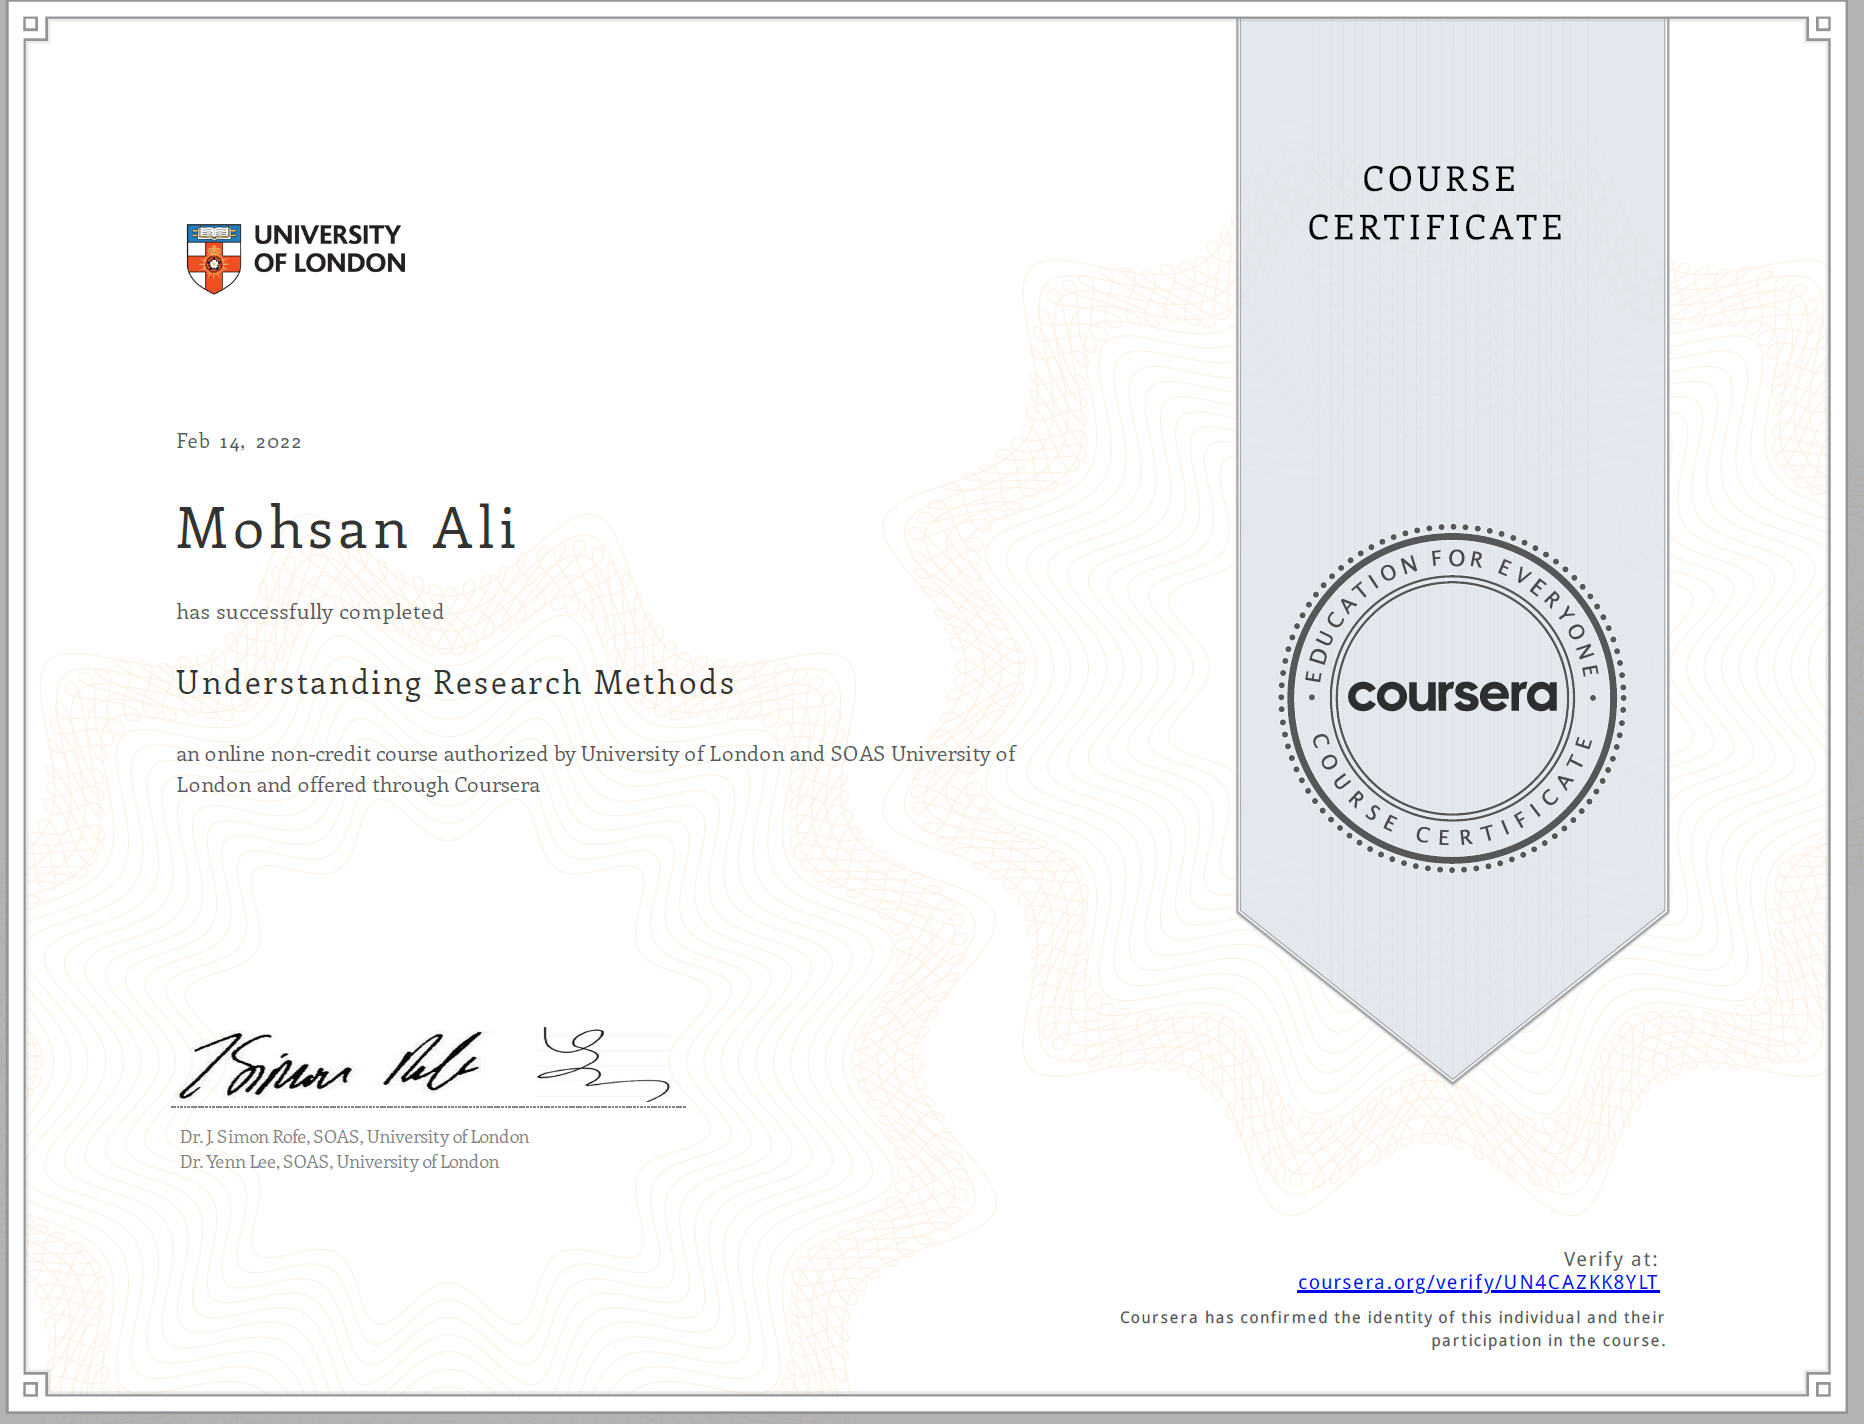 UNIVERSITY
OF LONDON
COURSE
CERTIFICATE
Feb 14, 2022
Mohsan Ali
has successfully completed
Understanding Research Methods
an online non-credit course authorized by University of London and SOAS University of
London and offered through Coursera
EDUCATION FOR EVERYONE
coursera
COURSE CERTIFICATE
Dr. J. Simon Rofe, SOAS, University of London
Dr. Yenn Lee, SOAS, University of London
Verify at:
coursera.org/verify/UN4CAZKK8YLT
Coursera has confirmed the identity of this individual and their
participation in the course.